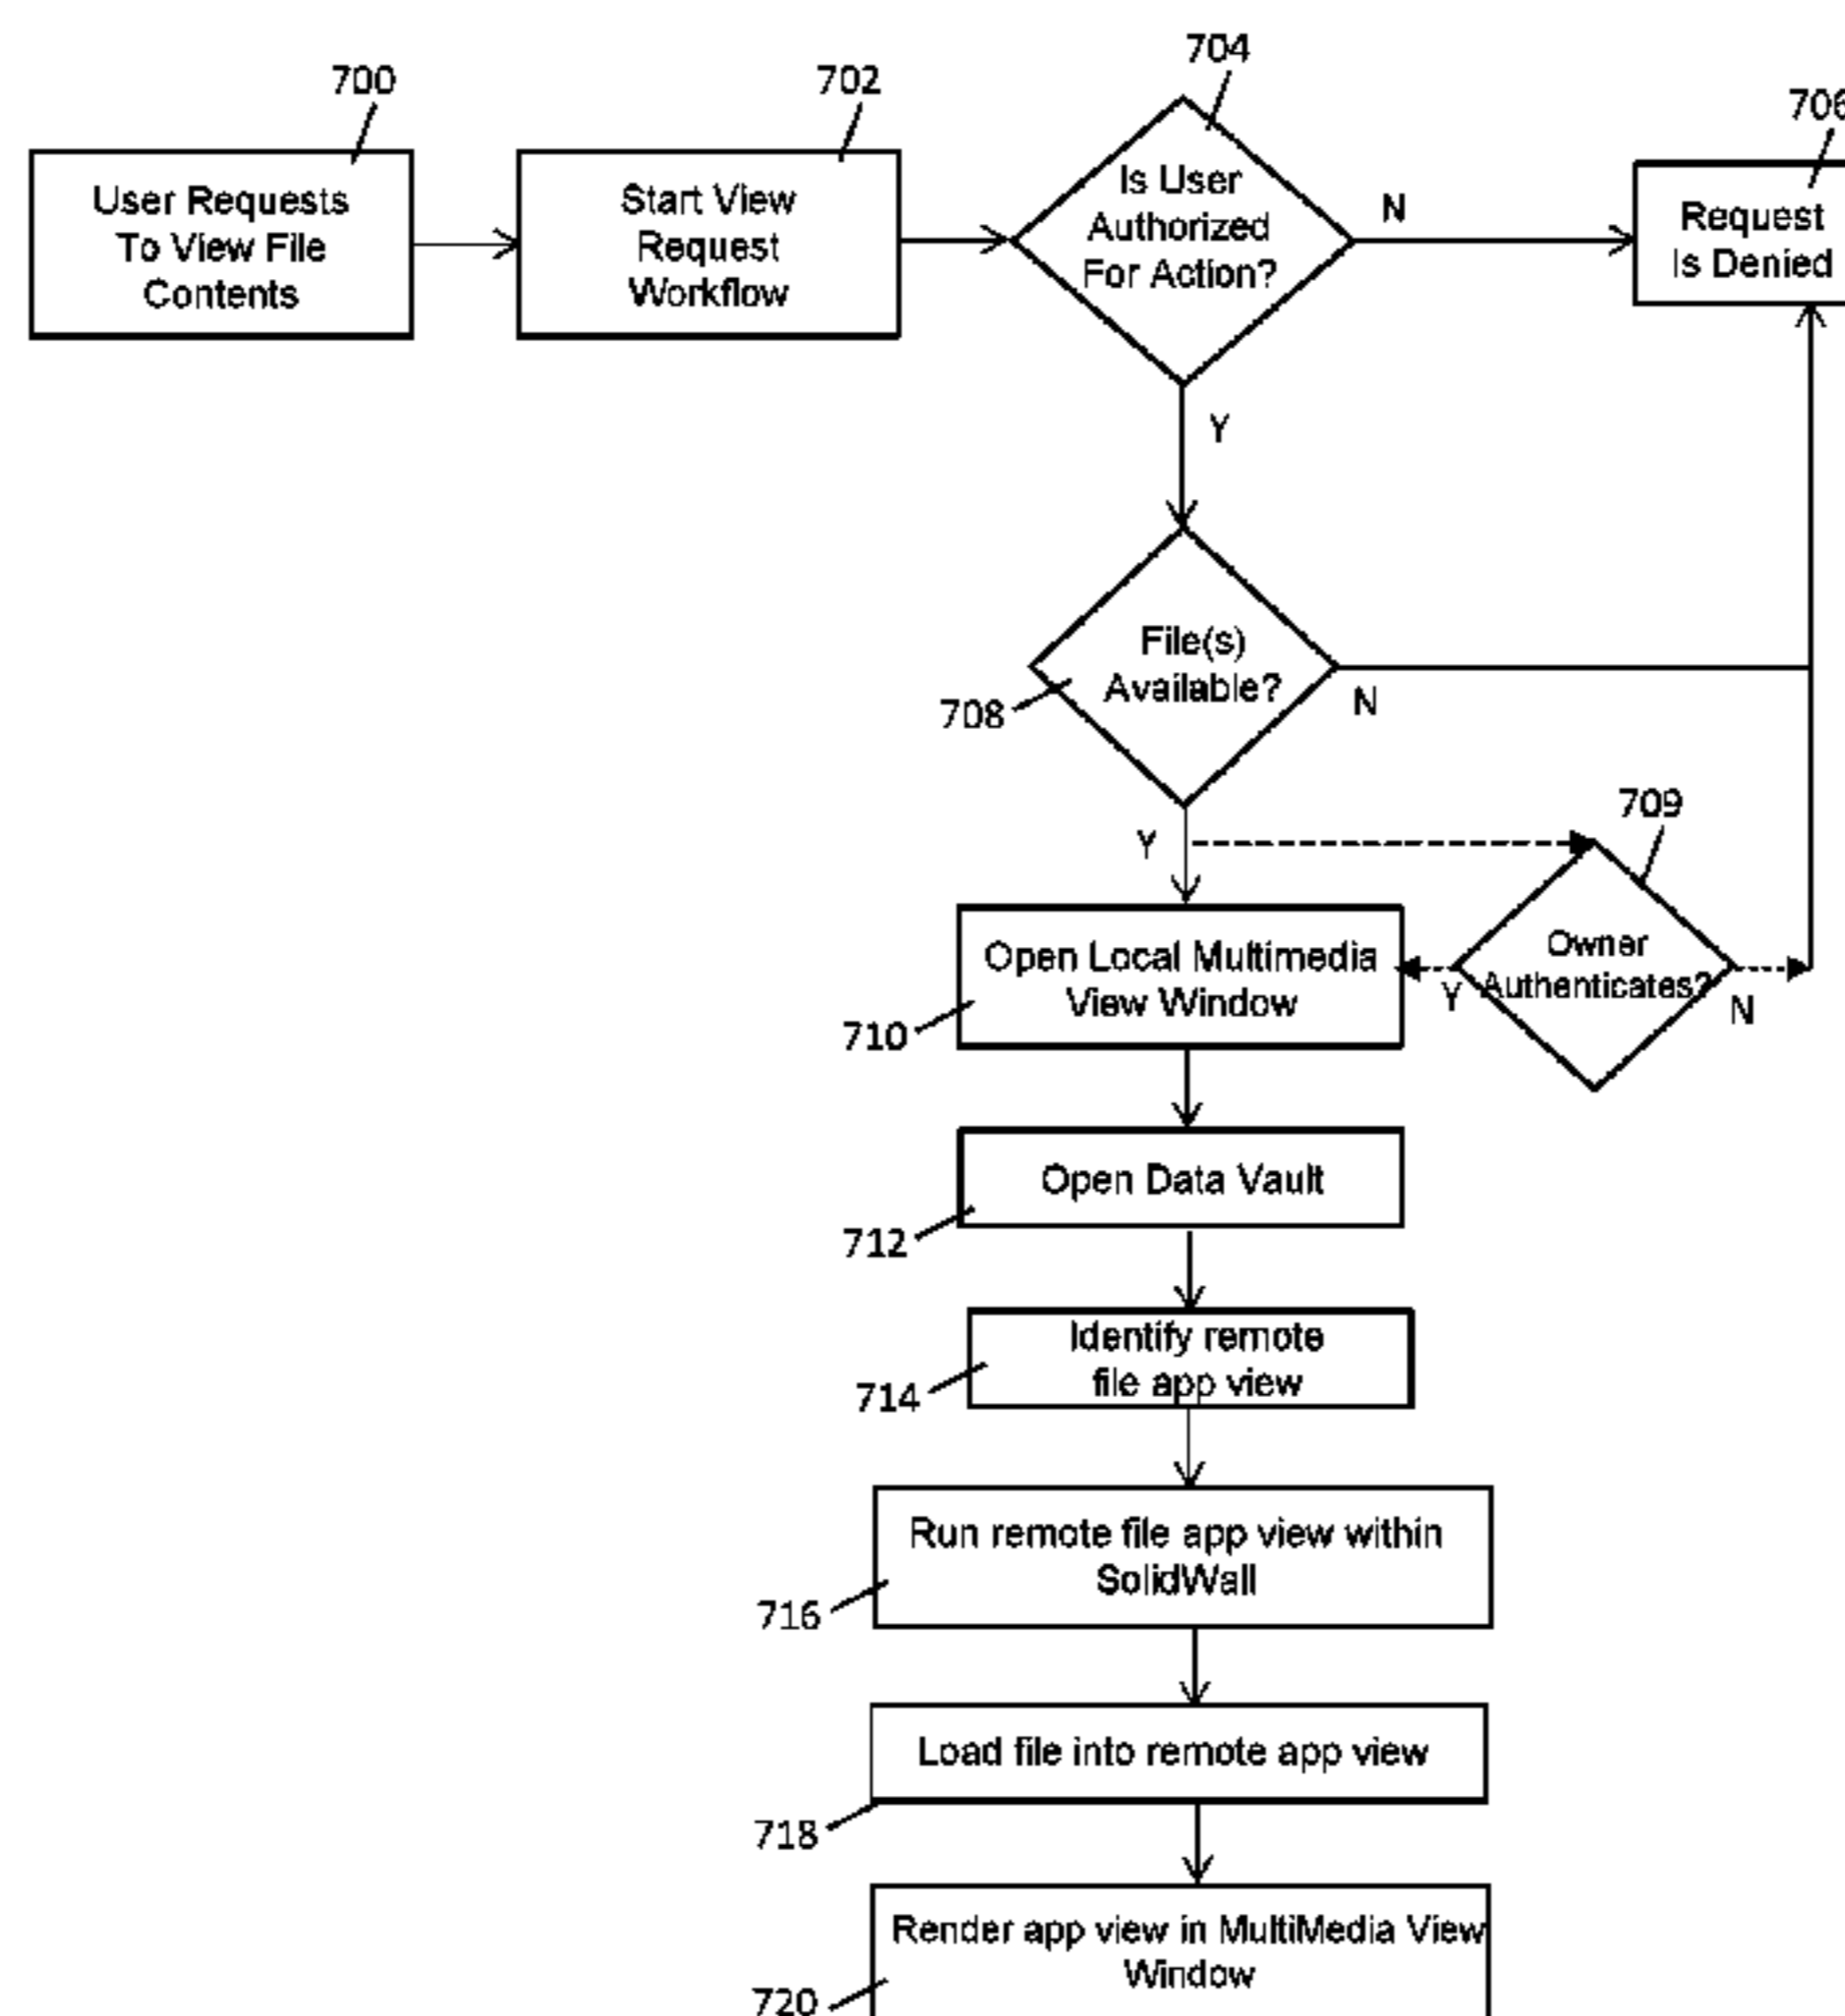 700
User Requests
To View File
Contents
702
Start View
Request
Workflow
704
Is User
Authorized
For Action?
N
706
Request
Is Denied
Y
File(s)
Available?
708
N
Y
709
Owner
Authenticates?
Y
N
Open Local Multimedia
View Window
710
Open Data Vault
712
Identify remote
file app view
714
Run remote file app view within
SolidWall
716
Load file into remote app view
718
Render app view in MultiMedia View
Window
720